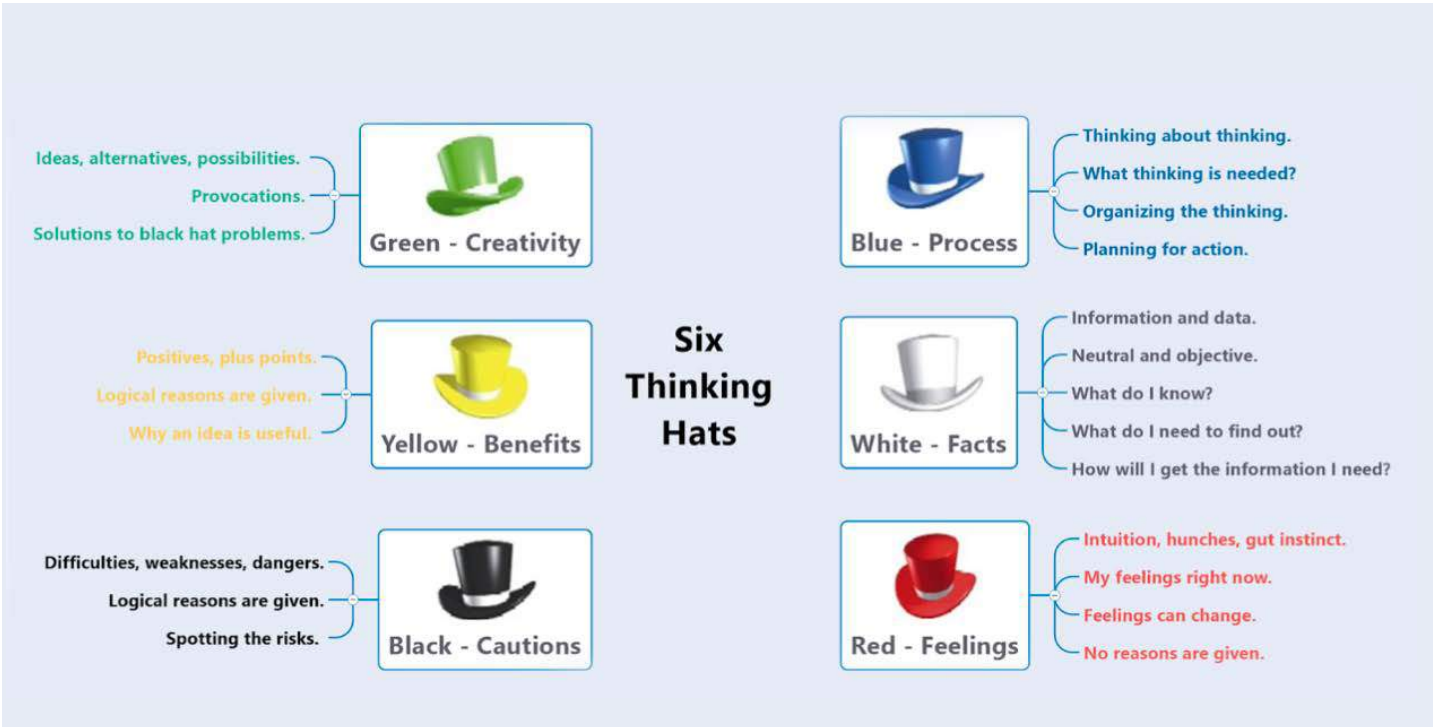 Six
Thinking
Hats
Green - Creativity
Ideas, alternatives, possibilities.
Provocations.
Solutions to black hat problems.
Yellow - Benefits
Positives, plus points.
Logical reasons are given.
Why an idea is useful.
Black - Cautions
Difficulties, weaknesses, dangers.
Logical reasons are given.
Spotting the risks.
Blue - Process
Thinking about thinking.
What thinking is needed?
Organizing the thinking.
Planning for action.
White - Facts
Information and data.
Neutral and objective.
What do I know?
What do I need to find out?
How will I get the information I need?
Red - Feelings
Intuition, hunches, gut instinct.
My feelings right now.
Feelings can change.
No reasons are given.